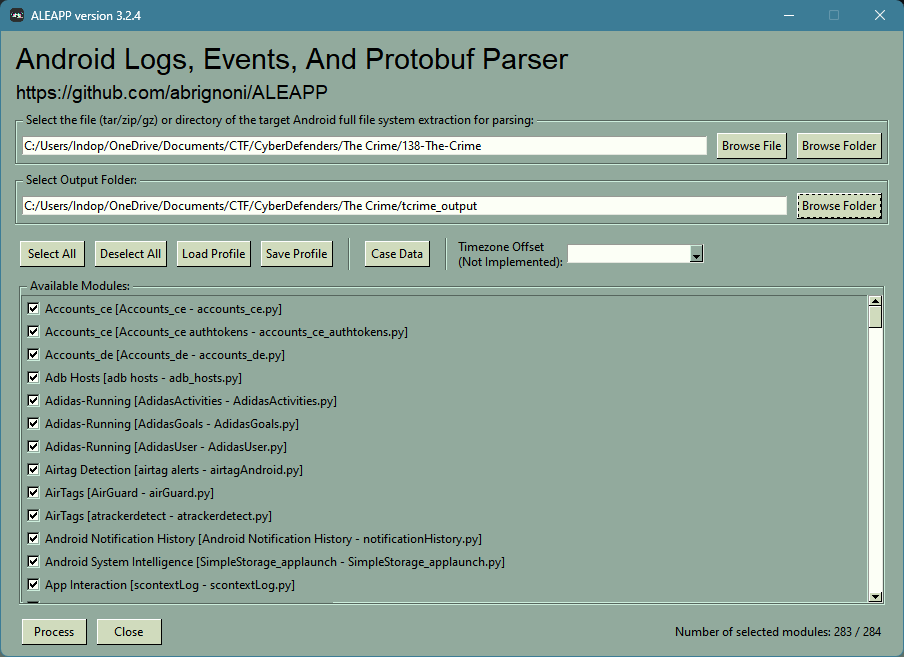 ALEAPP version 3.2.4
Android Logs, Events, And Protobuf Parser
https://github.com/abrignoni/ALEAPP
Select the file (tar/zip/gz) or directory of the target Android full file system extraction for parsing:
C:/Users/Indop/OneDrive/Documents/CTF/CyberDefenders/The Crime/138-The-Crime
Browse File
Browse Folder
Select Output Folder:
C:/Users/Indop/OneDrive/Documents/CTF/CyberDefenders/The Crime/tcrime_output
Browse Folder
Select All
Deselect All
Load Profile
Save Profile
Case Data
Timezone Offset
(Not Implemented):
Available Modules:
Accounts_ce [Accounts_ce - accounts_ce.py]
Accounts_ce [Accounts_ce authtokens - accounts_ce_authtokens.py]
Accounts_de [Accounts_de - accounts_de.py]
Adb Hosts [adb hosts - adb_hosts.py]
Adidas-Running [AdidasActivities - AdidasActivities.py]
Adidas-Running [AdidasGoals - AdidasGoals.py]
Adidas-Running [AdidasUser - AdidasUser.py]
Airtag Detection [airtag alerts - airtagAndroid.py]
AirTags [AirGuard - airGuard.py]
AirTags [atrackerdetect - atrackerdetect.py]
Android Notification History [Android Notification History - notificationHistory.py]
Android System Intelligence [SimpleStorage_applaunch - SimpleStorage_applaunch.py]
App Interaction [scontextLog - scontextLog.py]
Process
Close
Number of selected modules: 283 / 284